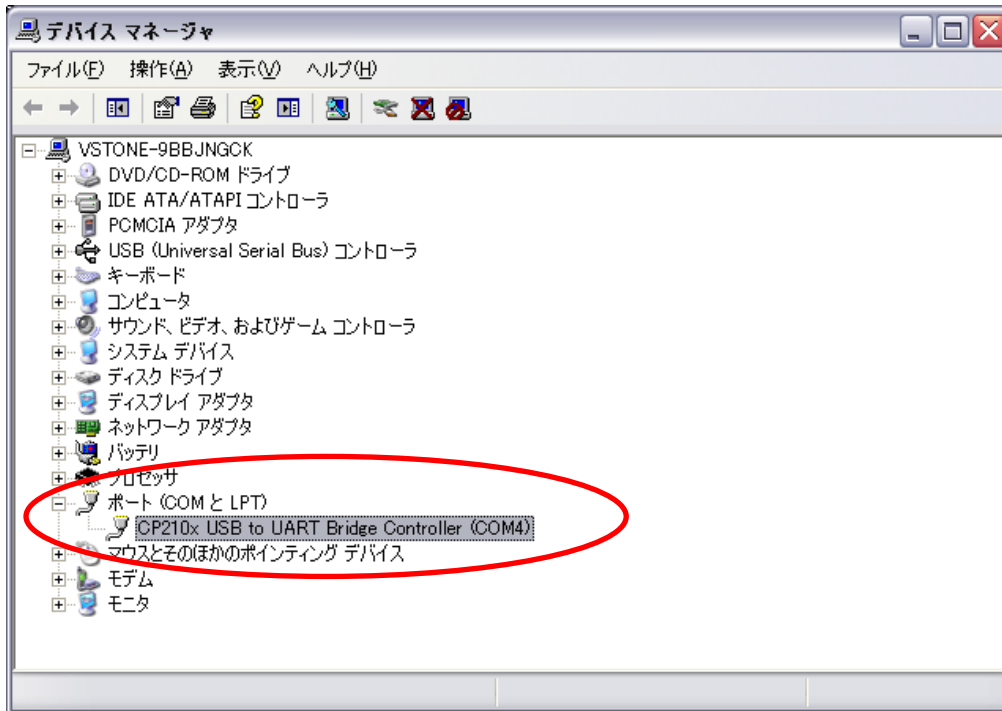 デバイス マネージャ
ファイル(F) 操作(A) 表示(V) ヘルプ(H)
VSTONE-9BBJNGCK
DVD/CD-ROM ドライブ
IDE ATA/ATAPI コントローラ
PCMCIA アダプタ
USB (Universal Serial Bus) コントローラ
キーボード
コンピュータ
サウンド、ビデオ、およびゲーム コントローラ
システム デバイス
ディスク ドライブ
ディスプレイ アダプタ
ネットワーク アダプタ
バッテリ
プロセッサ
ポート (COM と LPT)
CP210x USB to UART Bridge Controller (COM4)
マウスとそのほかのポインティング デバイス
モデム
モニタ